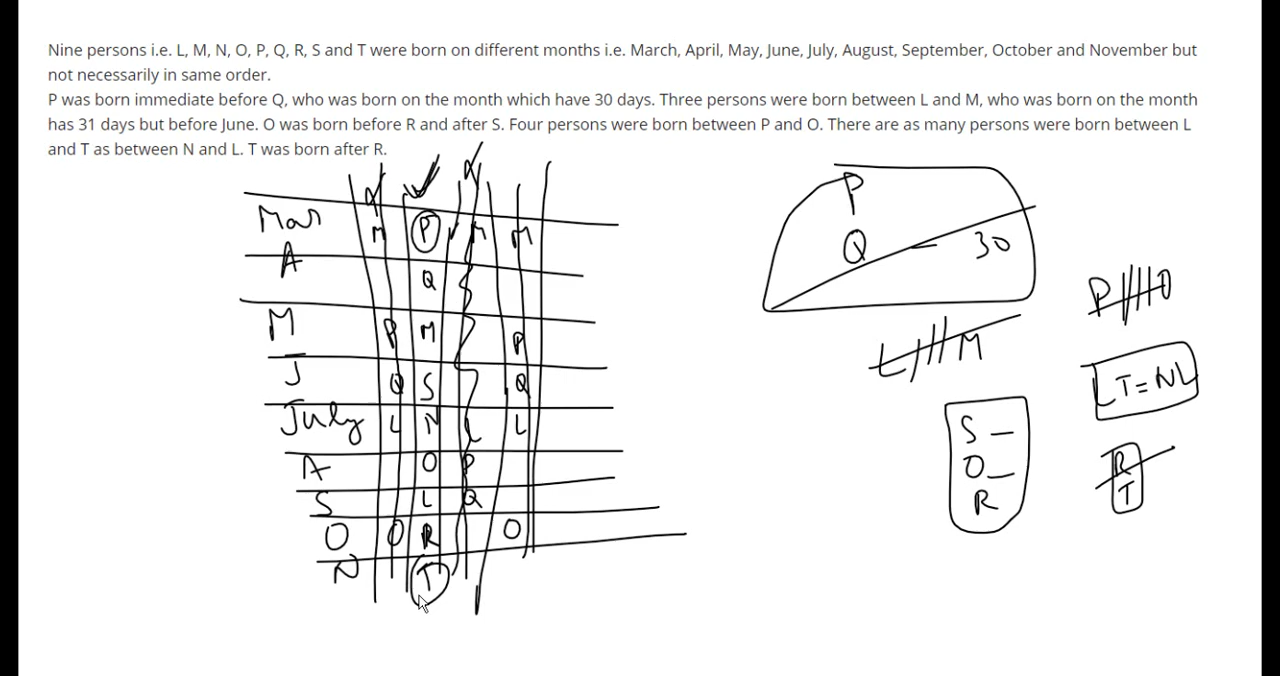 Nine persons i.e. L, M, N, O, P, Q, R, S and T were born on different months i.e. March, April, May, June, July, August, September, October and November but
not necessarily in same order.
P was born immediate before Q, who was born on the month which have 30 days. Three persons were born between L and M, who was born on the month
has 31 days but before June. O was born before R and after S. Four persons were born between P and O. There are as many persons were born between L
and T as between N and L. T was born after R.
Mar M P M M
A Q
M P M P
J Q S Q
July L N L L
A O P
S L Q
O O R O
N T
P
Q – 30
L///M
P////O
LT=NL
S –
O –
R
R
T